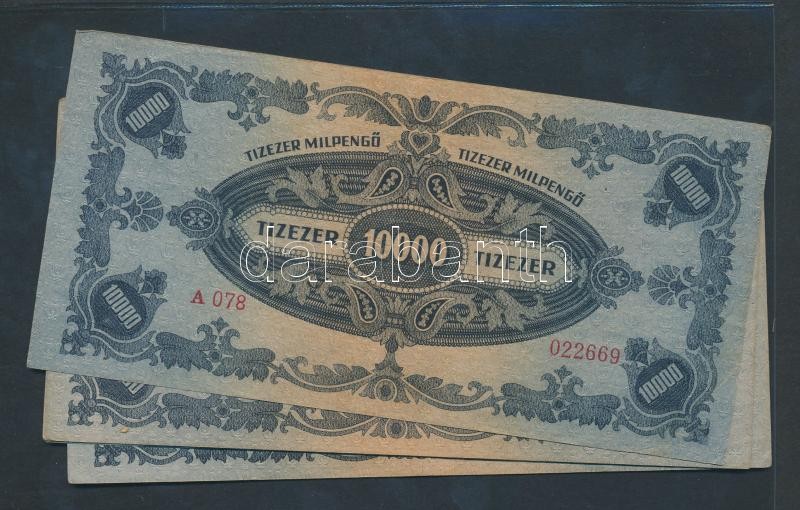 10000
TIZEZER MILPENGŐ
TIZEZER MILPENGŐ
10000
TIZEZER 10000 TIZEZER
darabanth
A 078
022669
10000
10000